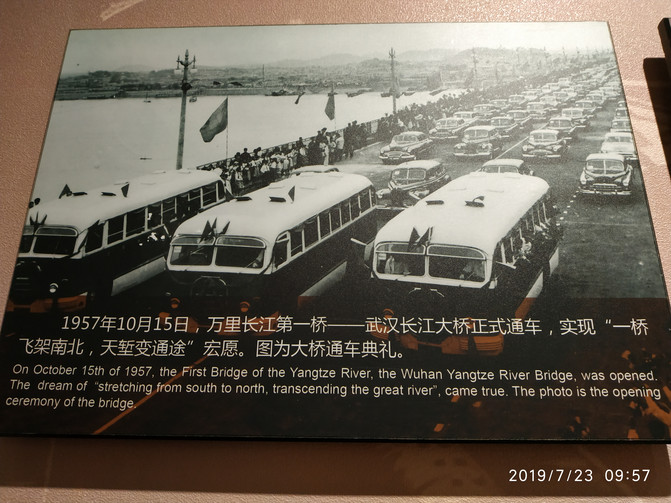 1957年10月15日，万里长江第一桥——武汉长江大桥正式通车，实现“一桥
飞架南北，天堑变通途”宏愿。图为大桥通车典礼。
On October 15th of 1957, the First Bridge of the Yangtze River, the Wuhan Yangtze River Bridge, was opened.
The dream of “stretching from south to north, transcending the great river”, came true. The photo is the opening
ceremony of the bridge.
2019/7/23 09:57